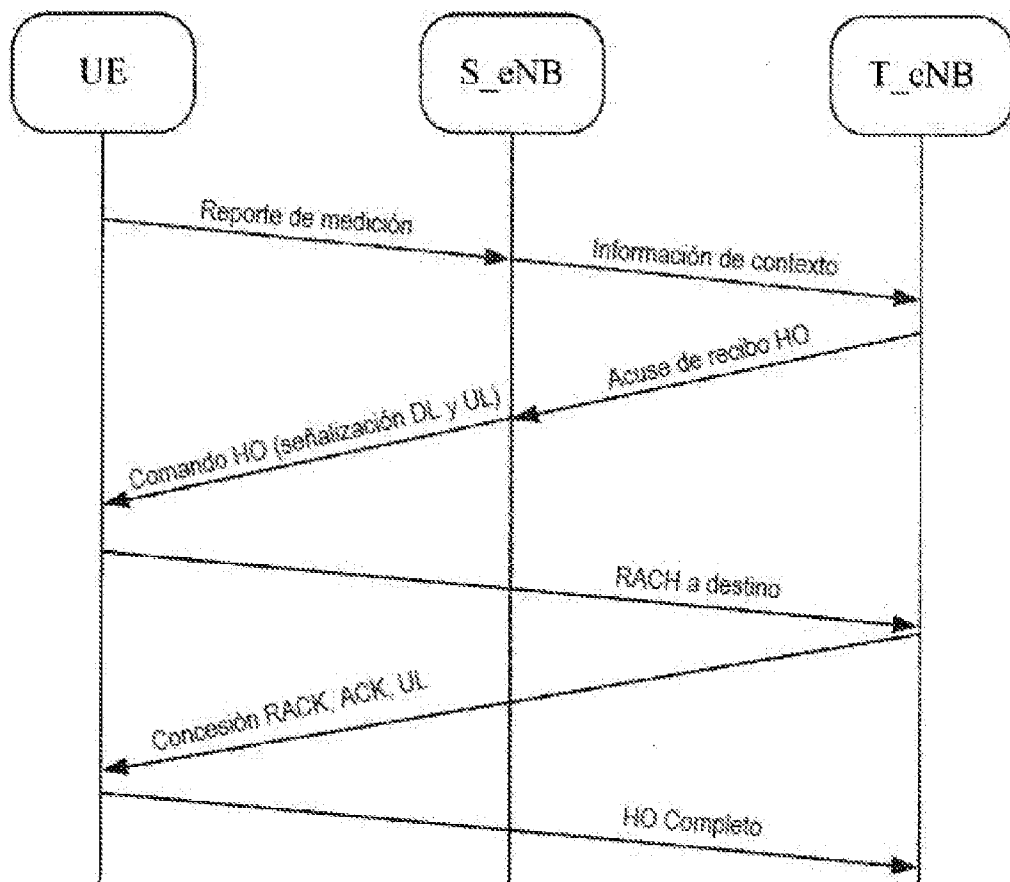 UE
S_eNB
T_eNB
Reporte de medición
Información de contexto
Acuse de recibo HO
Comando HO (señalización DL y UL)
RACH a destino
Concesión RACK, ACK, UL
HO Completo